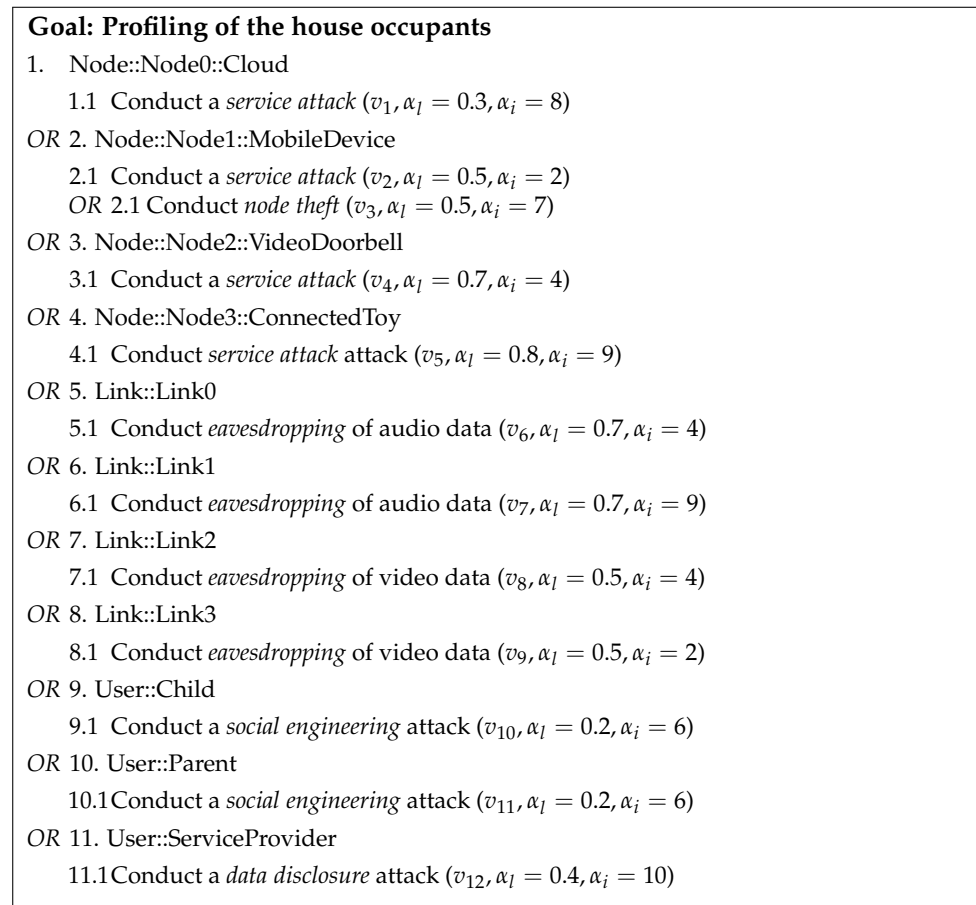 Goal: Profiling of the house occupants
1. Node::Node0::Cloud
1.1 Conduct a service attack (v₁, αₗ = 0.3, αᵢ = 8)
OR 2. Node::Node1::MobileDevice
2.1 Conduct a service attack (v₂, αₗ = 0.5, αᵢ = 2)
OR 2.1 Conduct node theft (v₃, αₗ = 0.5, αᵢ = 7)
OR 3. Node::Node2::VideoDoorbell
3.1 Conduct a service attack (v₄, αₗ = 0.7, αᵢ = 4)
OR 4. Node::Node3::ConnectedToy
4.1 Conduct service attack attack (v₅, αₗ = 0.8, αᵢ = 9)
OR 5. Link::Link0
5.1 Conduct eavesdropping of audio data (v₆, αₗ = 0.7, αᵢ = 4)
OR 6. Link::Link1
6.1 Conduct eavesdropping of audio data (v₇, αₗ = 0.7, αᵢ = 9)
OR 7. Link::Link2
7.1 Conduct eavesdropping of video data (v₈, αₗ = 0.5, αᵢ = 4)
OR 8. Link::Link3
8.1 Conduct eavesdropping of video data (v₉, αₗ = 0.5, αᵢ = 2)
OR 9. User::Child
9.1 Conduct a social engineering attack (v₁₀, αₗ = 0.2, αᵢ = 6)
OR 10. User::Parent
10.1Conduct a social engineering attack (v₁₁, αₗ = 0.2, αᵢ = 6)
OR 11. User::ServiceProvider
11.1Conduct a data disclosure attack (v₁₂, αₗ = 0.4, αᵢ = 10)